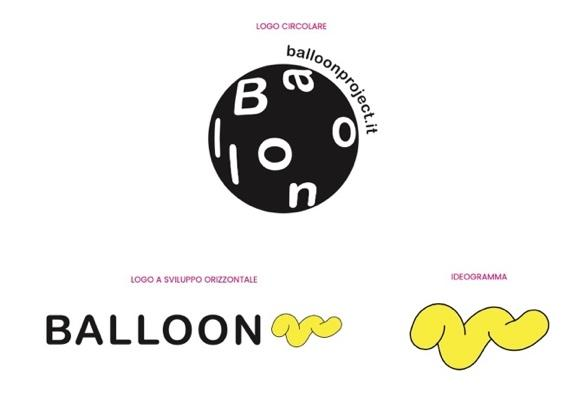 LOGO CIRCOLARE
balloonproject.it
Balloon
LOGO A SVILUPPO ORIZZONTALE
IDEOGRAMMA
BALLOON